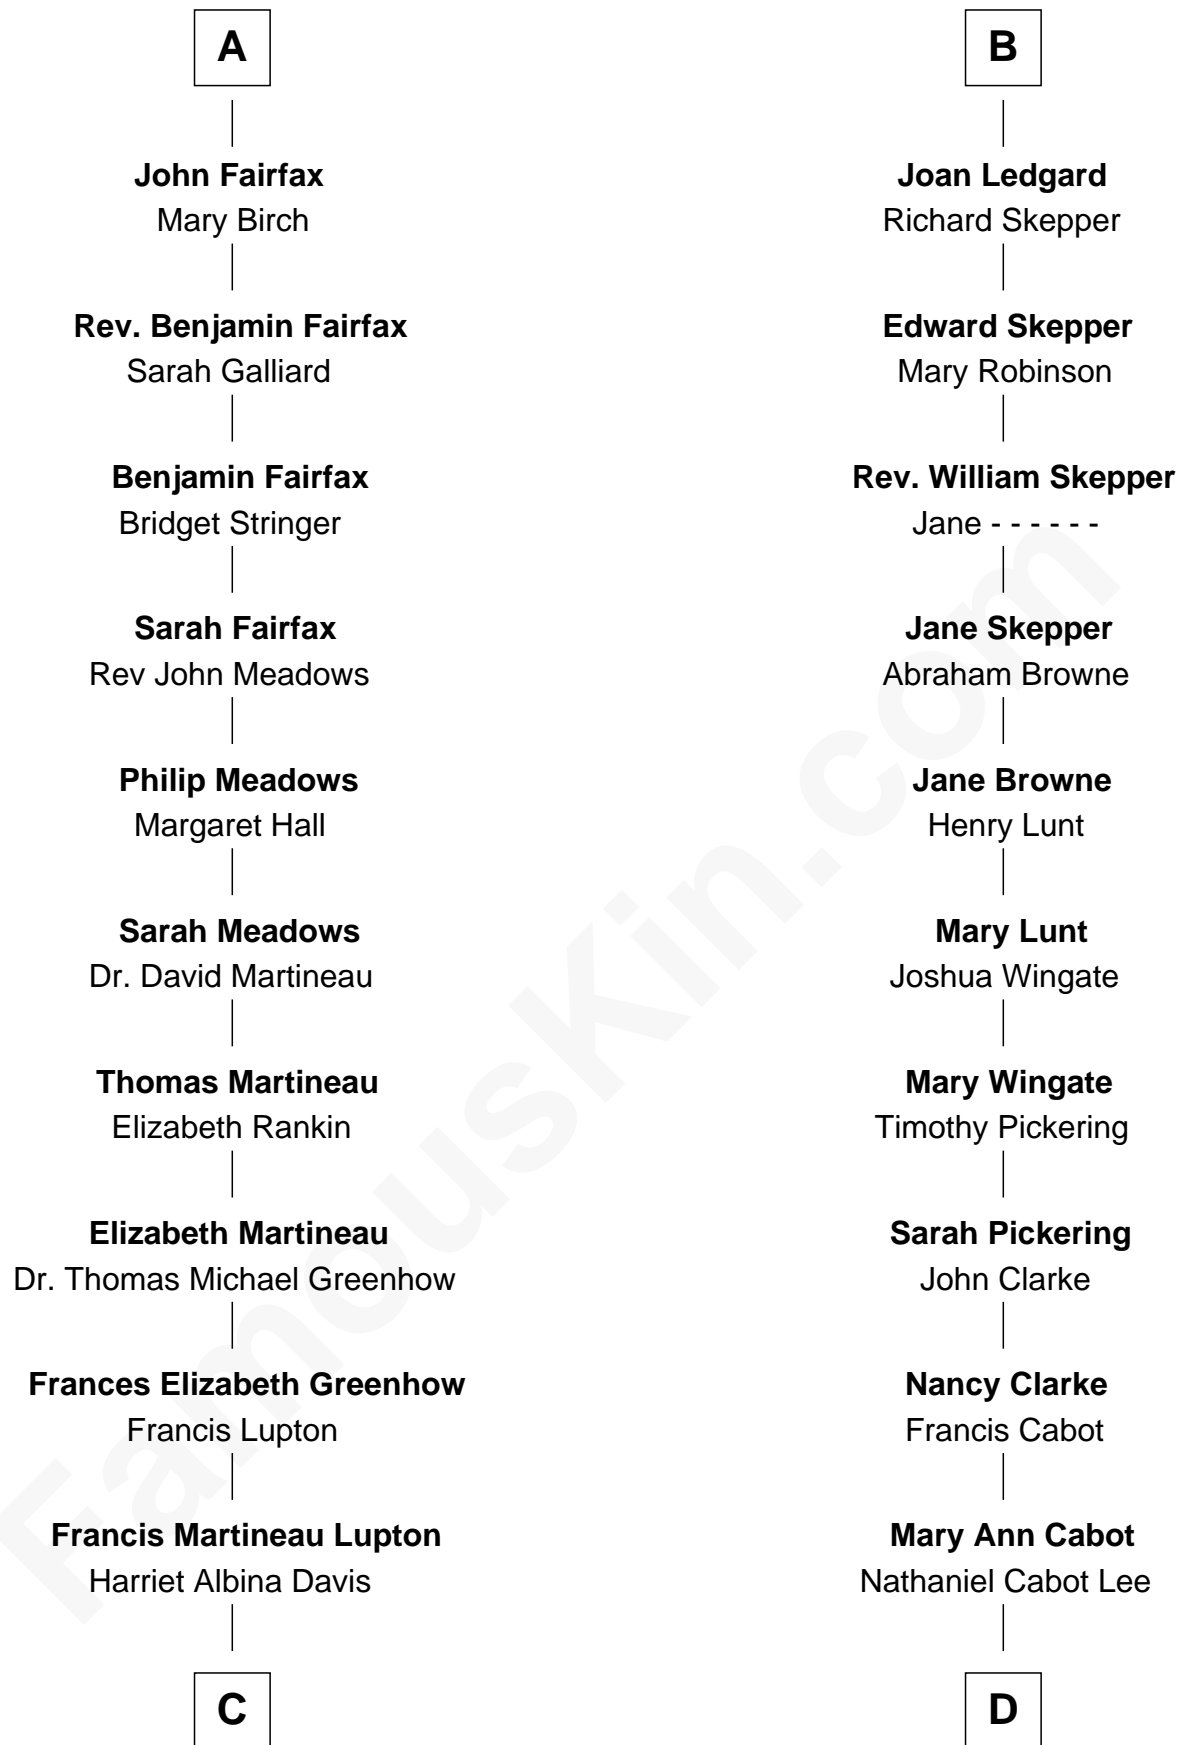 A
John Fairfax
Mary Birch
Rev. Benjamin Fairfax
Sarah Galliard
Benjamin Fairfax
Bridget Stringer
Sarah Fairfax
Rev John Meadows
Philip Meadows
Margaret Hall
Sarah Meadows
Dr. David Martineau
Thomas Martineau
Elizabeth Rankin
Elizabeth Martineau
Dr. Thomas Michael Greenhow
Frances Elizabeth Greenhow
Francis Lupton
Francis Martineau Lupton
Harriet Albina Davis
C
B
Joan Ledgard
Richard Skepper
Edward Skepper
Mary Robinson
Rev. William Skepper
Jane - - - - - -
Jane Skepper
Abraham Browne
Jane Browne
Henry Lunt
Mary Lunt
Joshua Wingate
Mary Wingate
Timothy Pickering
Sarah Pickering
John Clarke
Nancy Clarke
Francis Cabot
Mary Ann Cabot
Nathaniel Cabot Lee
D
FamousKin.com